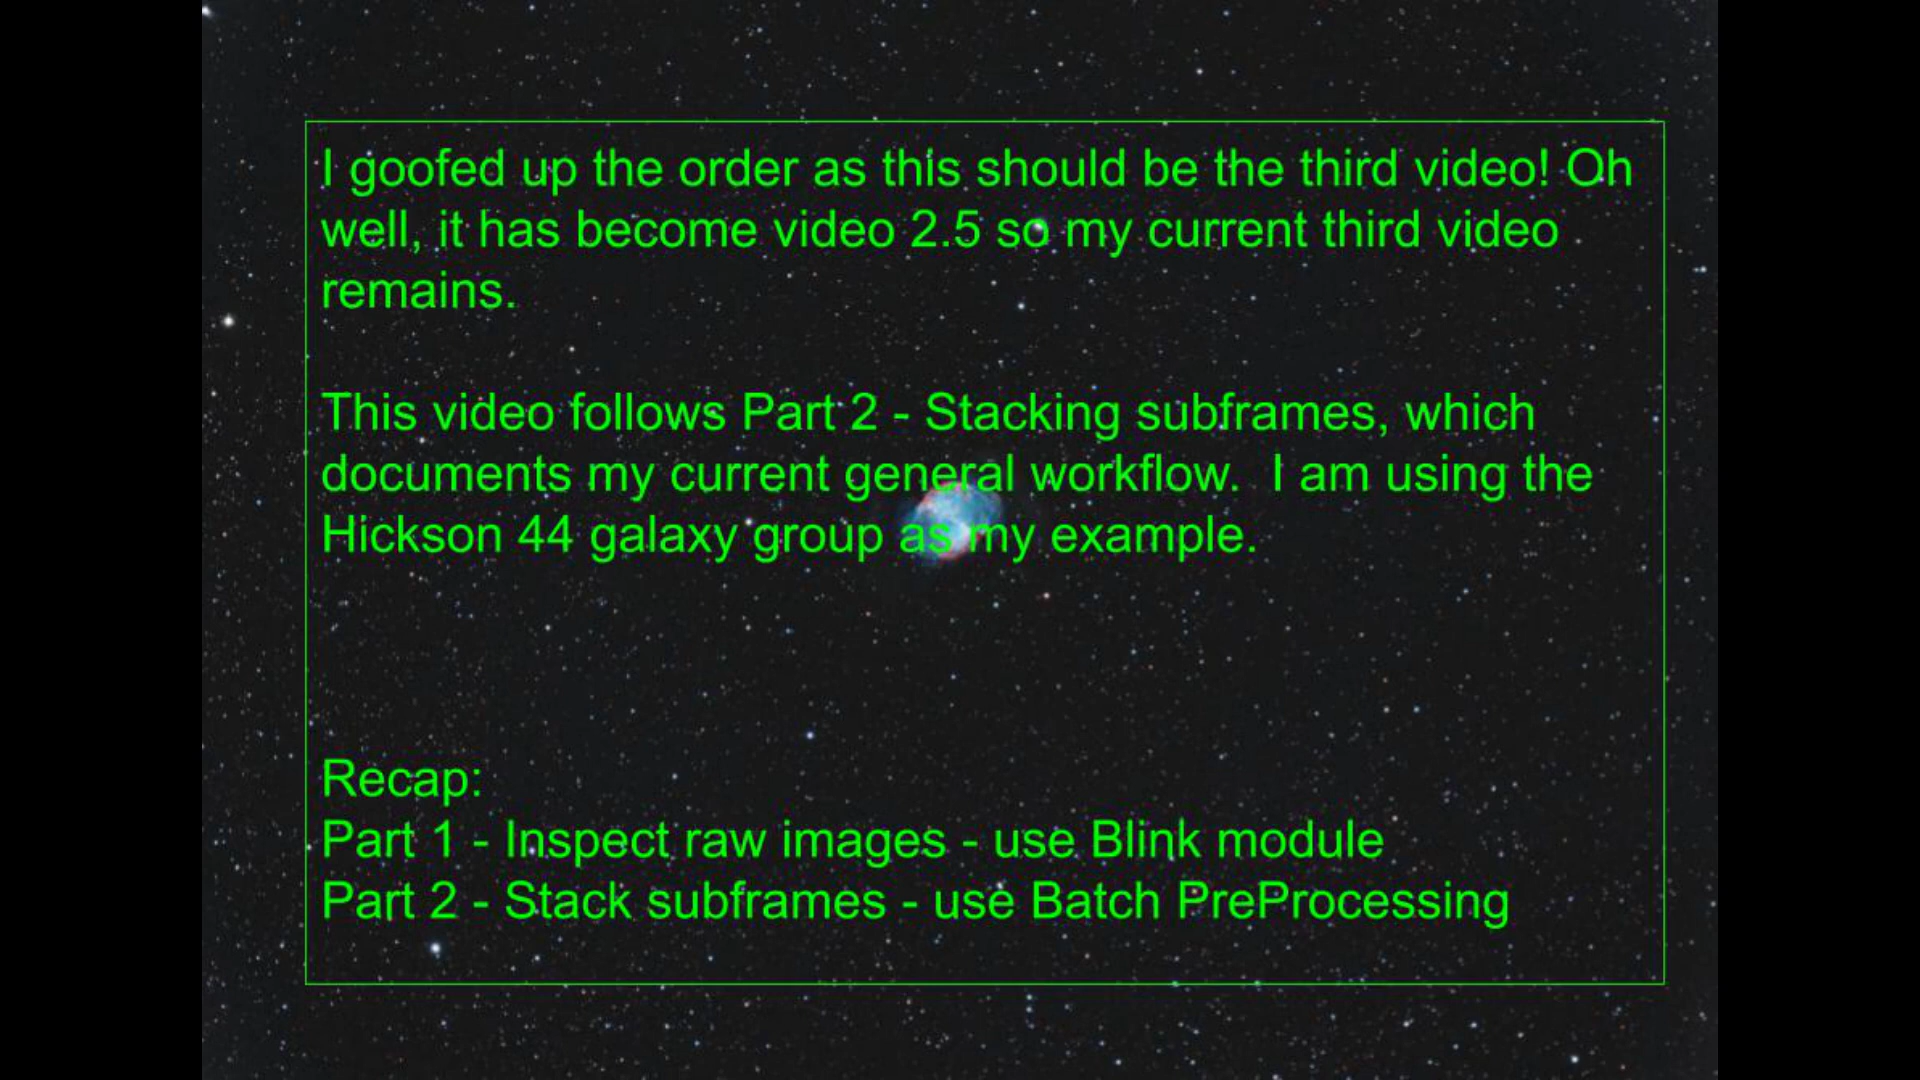 I goofed up the order as this should be the third video! Oh
well, it has become video 2.5 so my current third video
remains.
This video follows Part 2 - Stacking subframes, which
documents my current general workflow.  I am using the
Hickson 44 galaxy group as my example.
Recap:
Part 1 - Inspect raw images - use Blink module
Part 2 - Stack subframes - use Batch PreProcessing